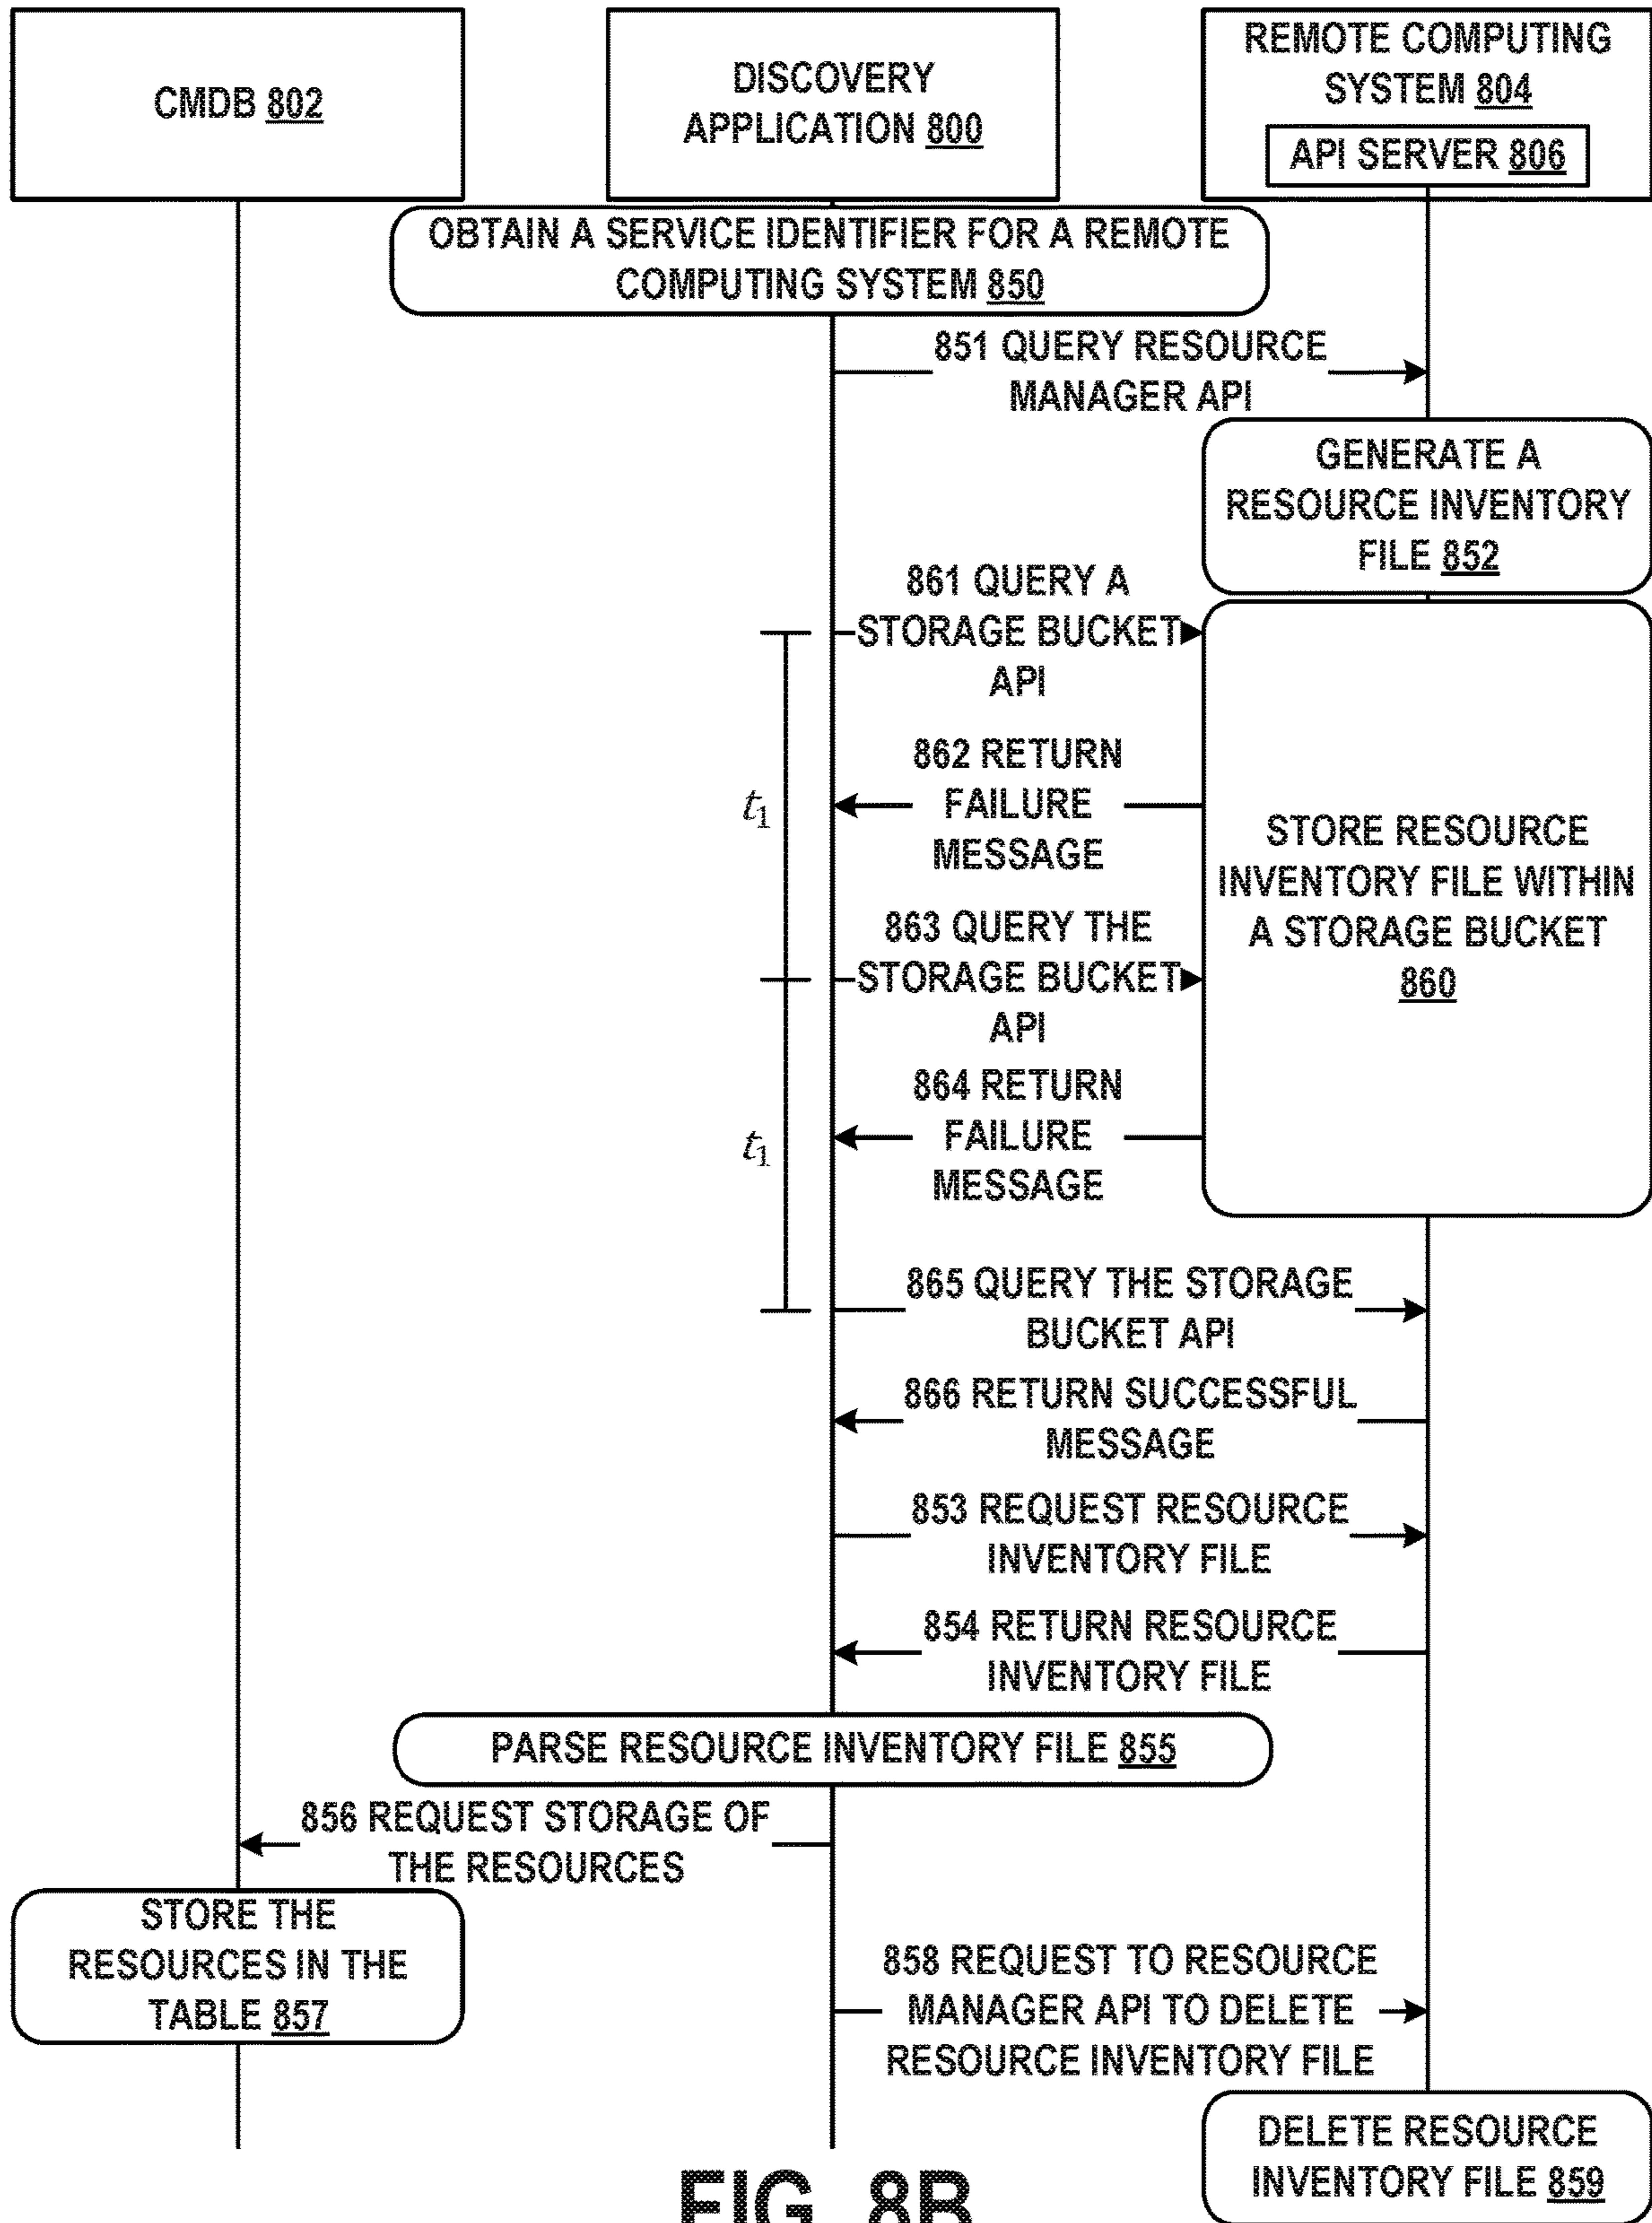 CMDB 802
DISCOVERY
APPLICATION 800
REMOTE COMPUTING
SYSTEM 804
API SERVER 806
OBTAIN A SERVICE IDENTIFIER FOR A REMOTE
COMPUTING SYSTEM 850
851 QUERY RESOURCE
MANAGER API
GENERATE A
RESOURCE INVENTORY
FILE 852
861 QUERY A
STORAGE BUCKET
API
862 RETURN
FAILURE
MESSAGE
t1
STORE RESOURCE
INVENTORY FILE WITHIN
A STORAGE BUCKET
860
863 QUERY THE
STORAGE BUCKET
API
864 RETURN
FAILURE
MESSAGE
t1
865 QUERY THE STORAGE
BUCKET API
866 RETURN SUCCESSFUL
MESSAGE
853 REQUEST RESOURCE
INVENTORY FILE
854 RETURN RESOURCE
INVENTORY FILE
PARSE RESOURCE INVENTORY FILE 855
856 REQUEST STORAGE OF
THE RESOURCES
STORE THE
RESOURCES IN THE
TABLE 857
858 REQUEST TO RESOURCE
MANAGER API TO DELETE
RESOURCE INVENTORY FILE
DELETE RESOURCE
INVENTORY FILE 859
FIG. 8B